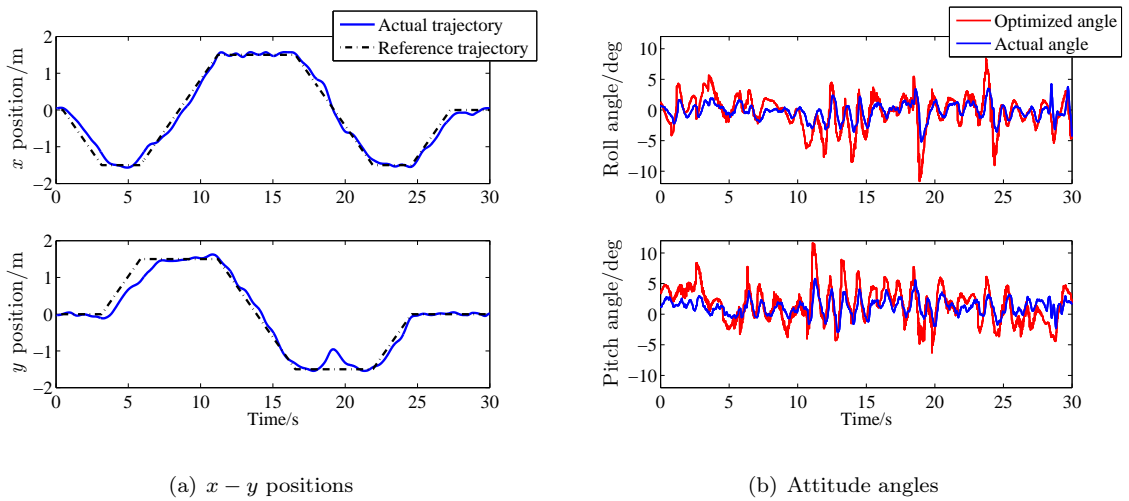 Actual trajectory
Reference trajectory
x position/m
2
1
0
−1
−2
0 5 10 15 20 25 30
y position/m
2
1
0
−1
−2
0 5 10 15 20 25 30
Time/s
(a) x − y positions
Optimized angle
Actual angle
Roll angle/deg
10
5
0
−5
−10
0 5 10 15 20 25 30
Time/s
Pitch angle/deg
10
5
0
−5
−10
0 5 10 15 20 25 30
Time/s
(b) Attitude angles